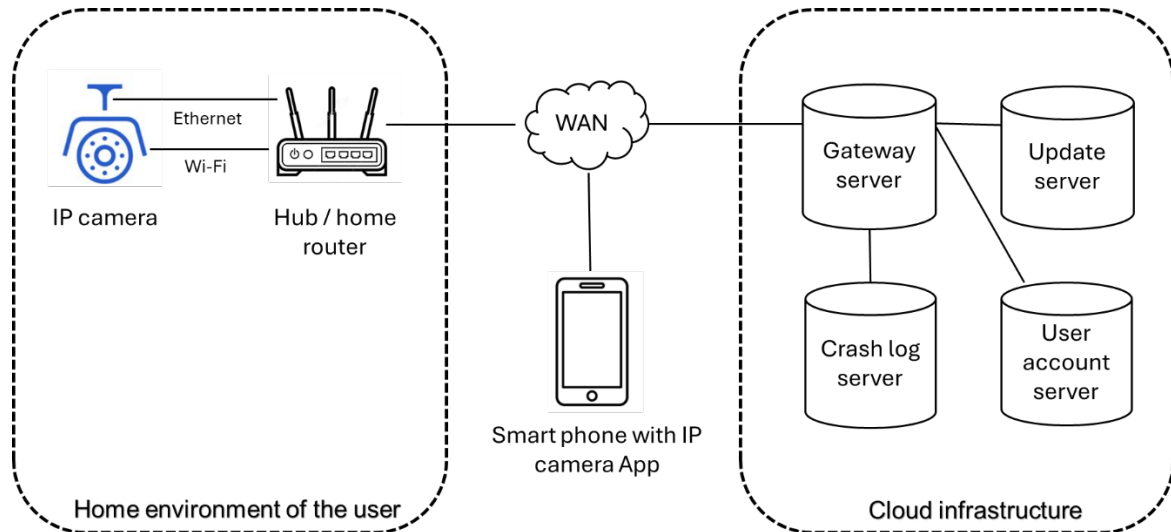 Ethernet
Wi-Fi
IP camera
Hub / home
router
WAN
Smart phone with IP
camera App
Gateway
server
Update
server
Crash log
server
User
account
server
Home environment of the user
Cloud infrastructure